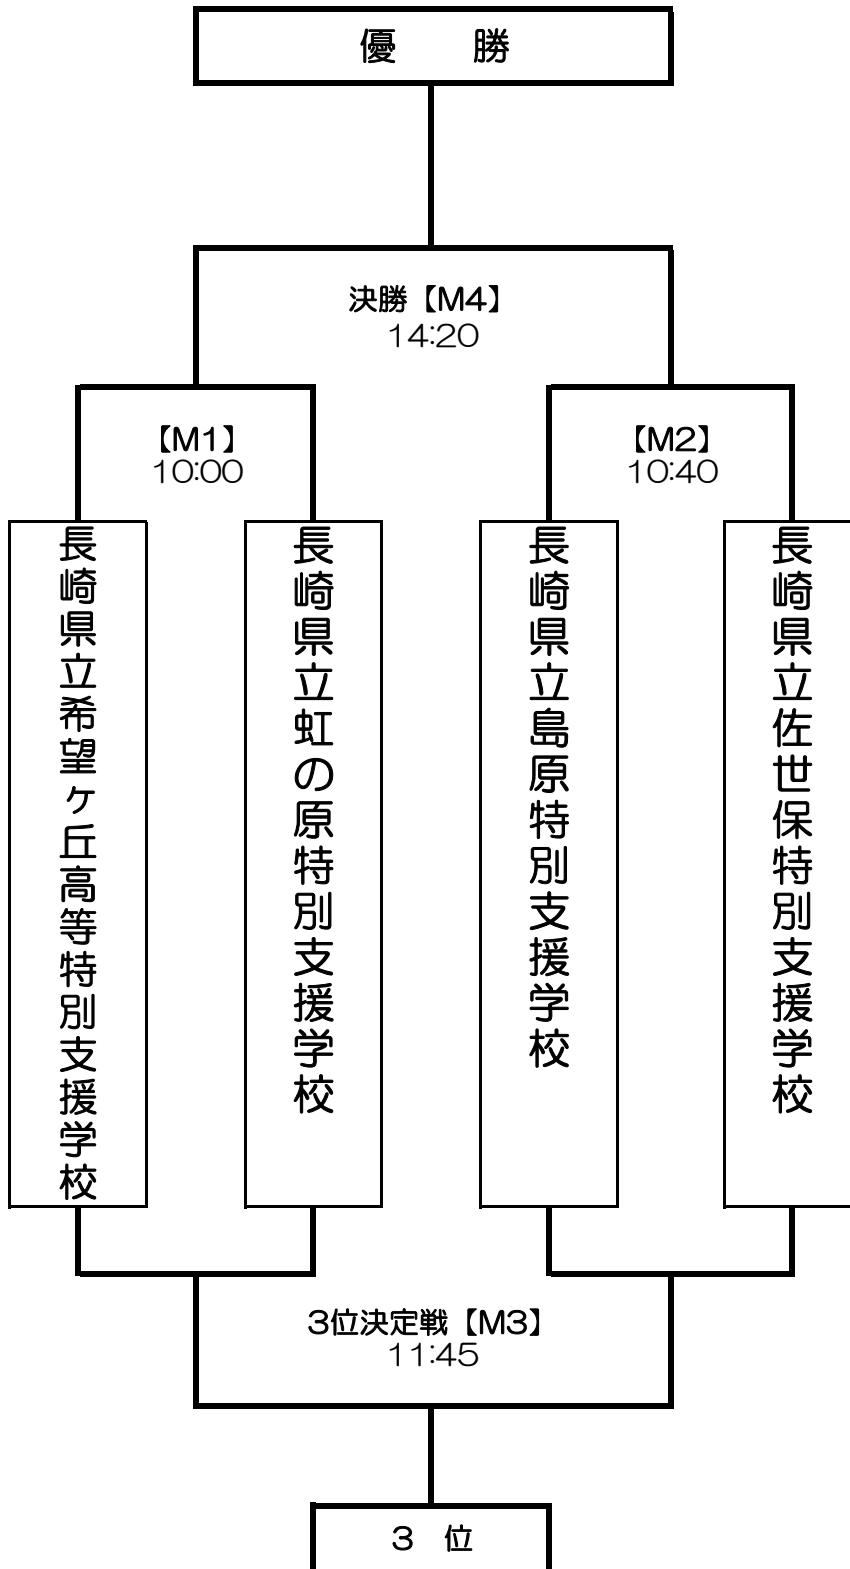 優　勝
決勝【M4】
14:20
【M1】
10:00
【M2】
10:40
長崎県立希望ヶ丘高等特別支援学校
長崎県立虹の原特別支援学校
長崎県立島原特別支援学校
長崎県立佐世保特別支援学校
3位決定戦【M3】
11:45
3　位